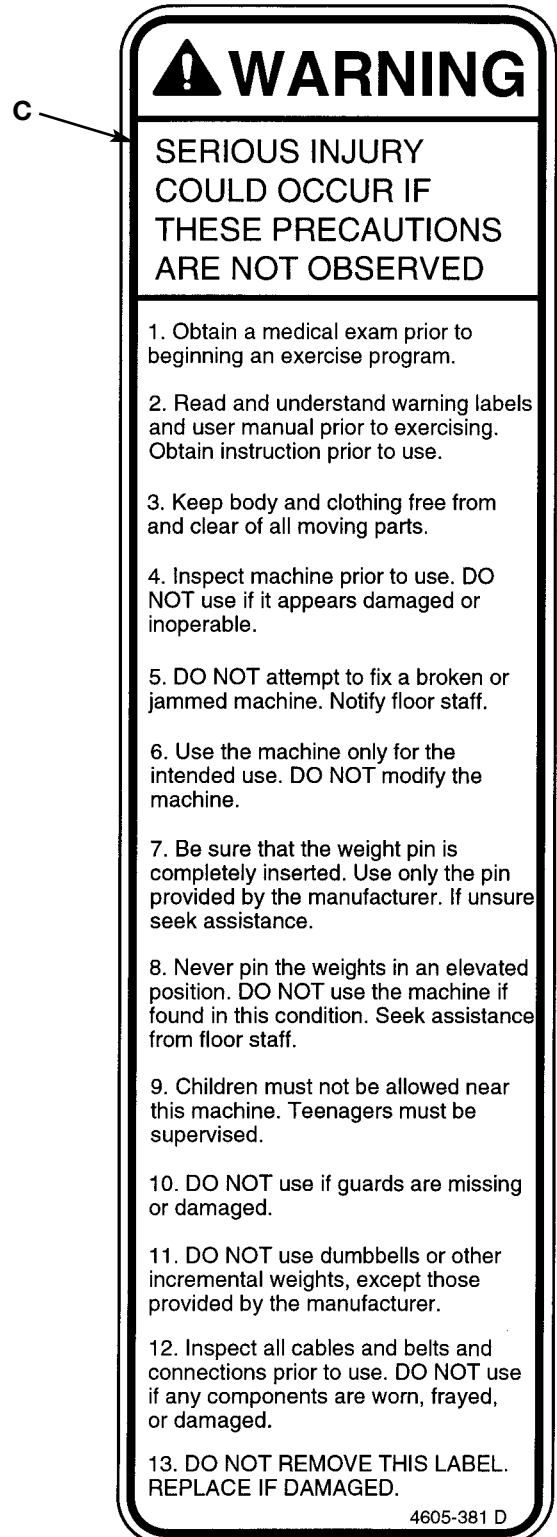 WARNING
C
SERIOUS INJURY
COULD OCCUR IF
THESE PRECAUTIONS
ARE NOT OBSERVED
1. Obtain a medical exam prior to
beginning an exercise program.
2. Read and understand warning labels
and user manual prior to exercising.
Obtain instruction prior to use.
3. Keep body and clothing free from
and clear of all moving parts.
4. Inspect machine prior to use. DO
NOT use if it appears damaged or
inoperable.
5. DO NOT attempt to fix a broken or
jammed machine. Notify floor staff.
6. Use the machine only for the
intended use. DO NOT modify the
machine.
7. Be sure that the weight pin is
completely inserted. Use only the pin
provided by the manufacturer. If unsure
seek assistance.
8. Never pin the weights in an elevated
position. DO NOT use the machine if
found in this condition. Seek assistance
from floor staff.
9. Children must not be allowed near
this machine. Teenagers must be
supervised.
10. DO NOT use if guards are missing
or damaged.
11. DO NOT use dumbbells or other
incremental weights, except those
provided by the manufacturer.
12. Inspect all cables and belts and
connections prior to use. DO NOT use
if any components are worn, frayed,
or damaged.
13. DO NOT REMOVE THIS LABEL.
REPLACE IF DAMAGED.
4605-381 D